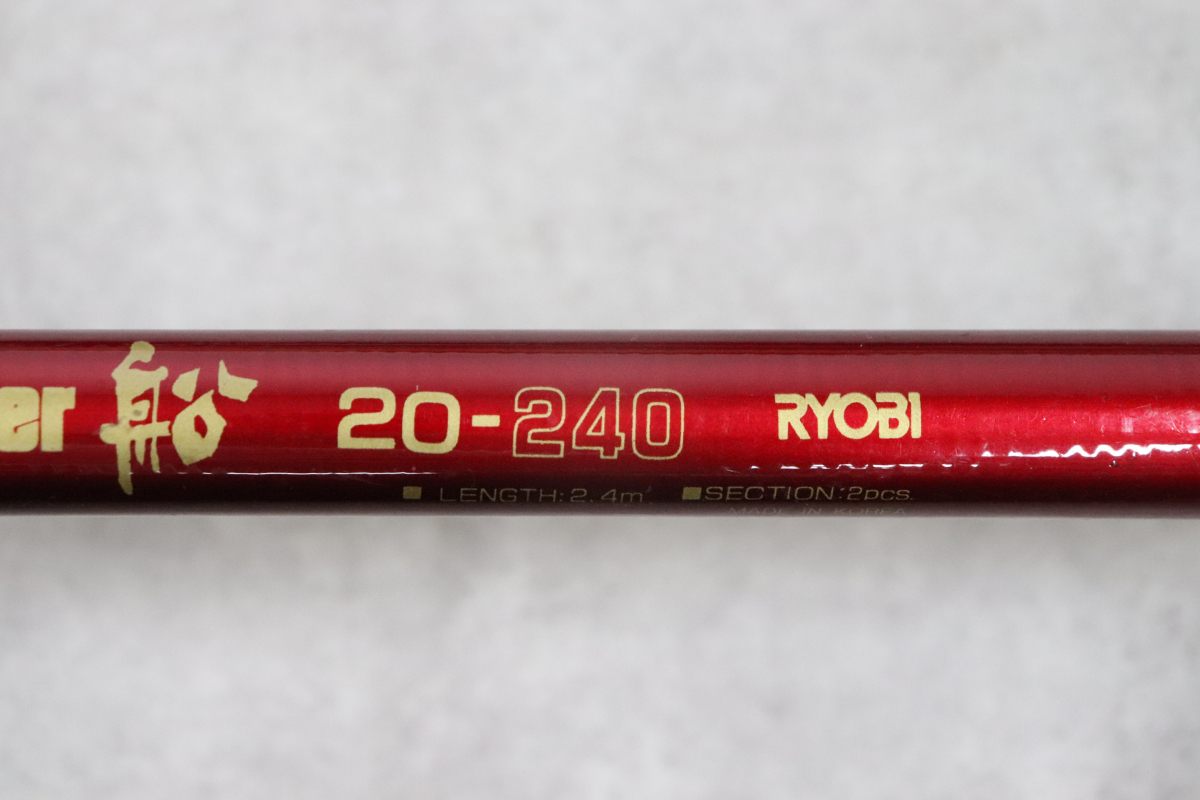 er 船 20-240 RYOBI
■LENGTH:2.4m ■SECTION:2pcs.
MADE IN KOREA